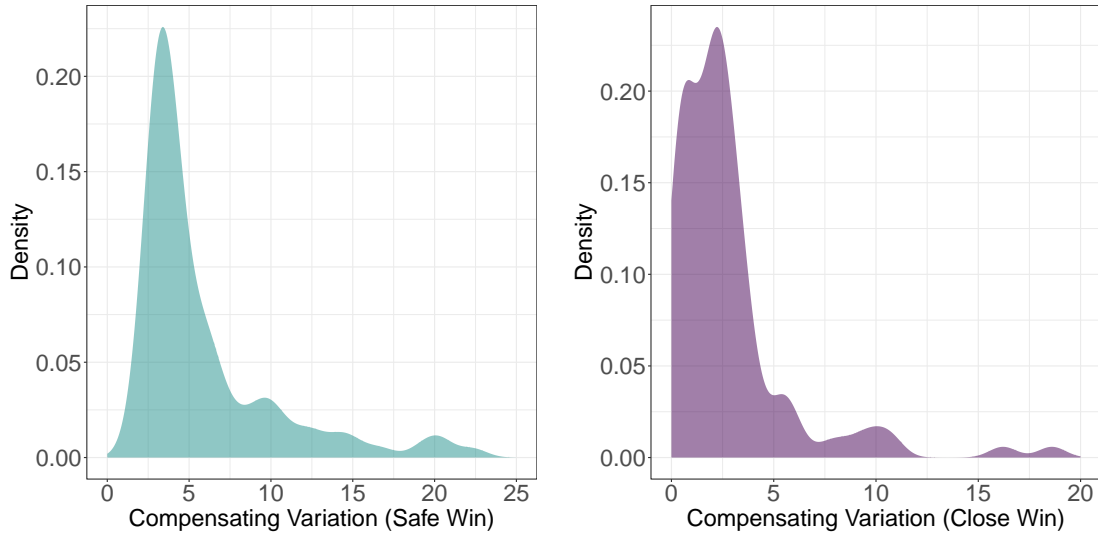 0.20
0.15
0.10
0.05
0.00
Density
0 5 10 15 20 25
Compensating Variation (Safe Win)
0.20
0.15
0.10
0.05
0.00
Density
0 5 10 15 20
Compensating Variation (Close Win)